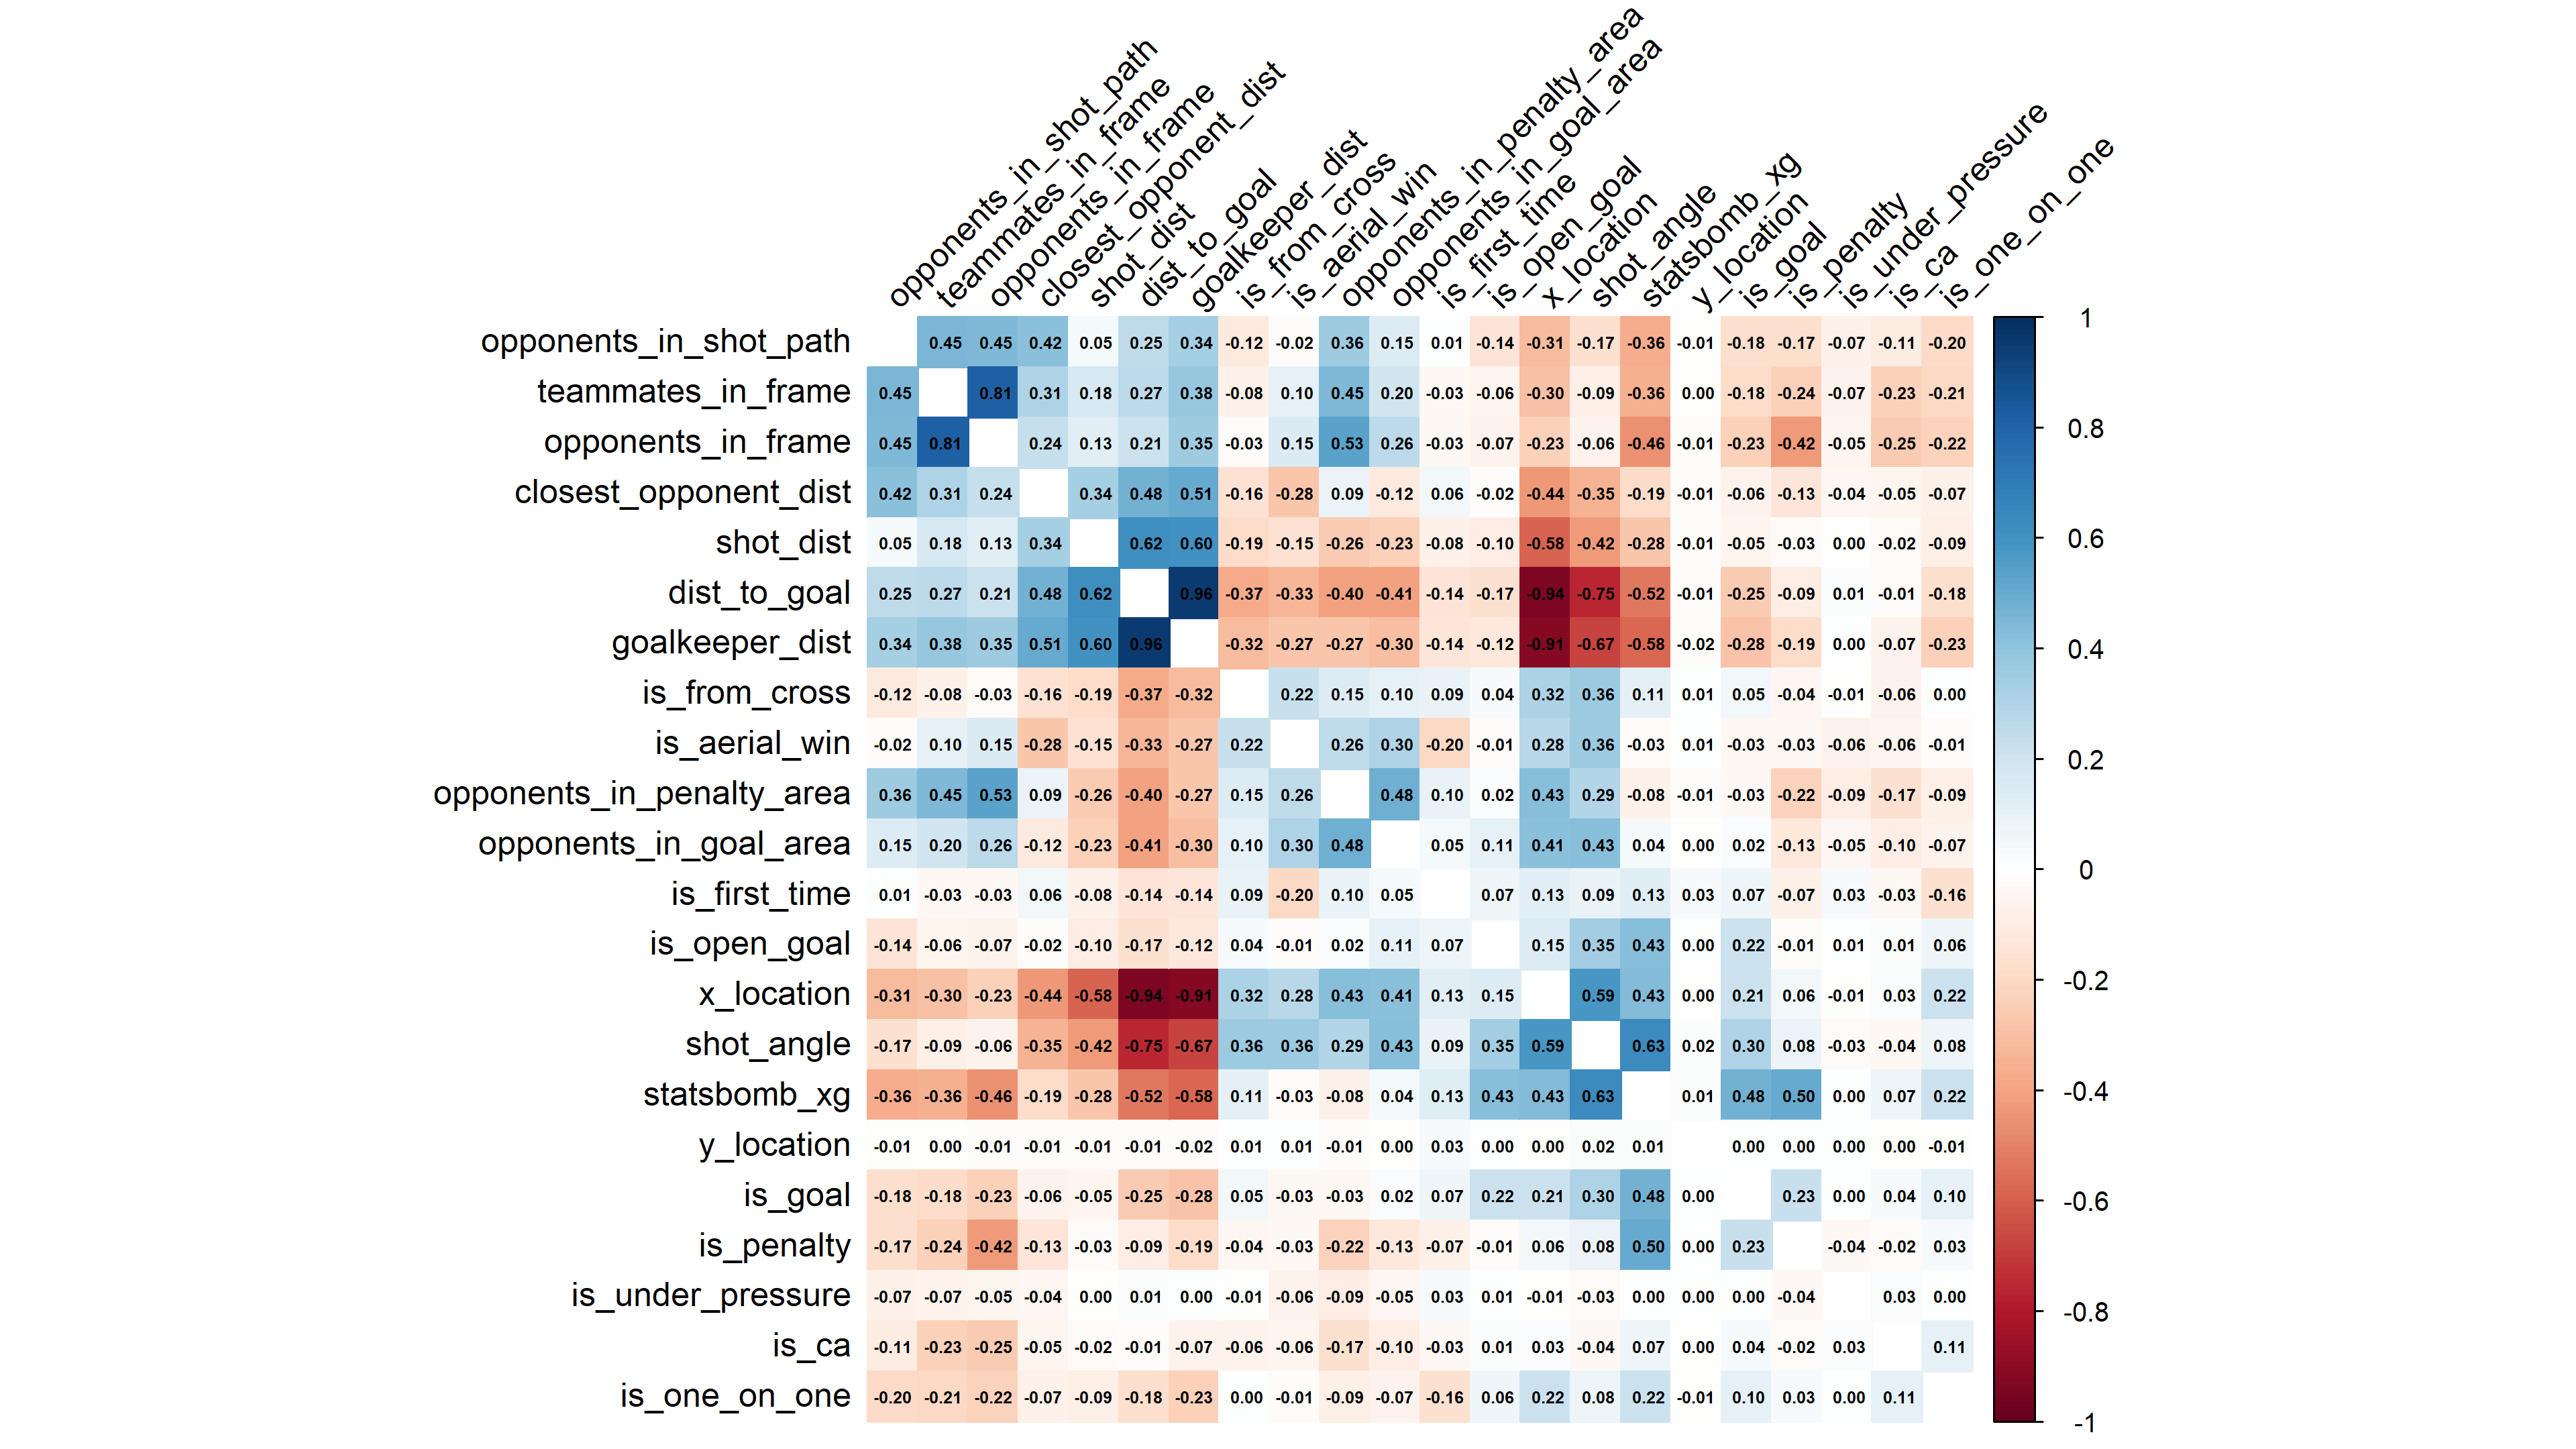 opponents_in_shot_path
teammates_in_frame
opponents_in_frame
closest_opponent_dist
shot_dist
dist_to_goal
goalkeeper_dist
is_from_cross
is_aerial_win
opponents_in_penalty_area
opponents_in_goal_area
is_first_time
is_open_goal
x_location
shot_angle
statsbomb_xg
y_location
is_goal
is_penalty
is_under_pressure
is_ca
is_one_on_one
opponents_in_shot_path 0.45 0.45 0.42 0.05 0.25 0.34 -0.12 -0.02 0.36 0.15 0.01 -0.14 -0.31 -0.17 -0.36 -0.01 -0.18 -0.17 -0.07 -0.11 -0.20
teammates_in_frame 0.45 0.81 0.31 0.18 0.27 0.38 -0.08 0.10 0.45 0.20 -0.03 -0.06 -0.30 -0.09 -0.36 0.00 -0.18 -0.24 -0.07 -0.23 -0.21
opponents_in_frame 0.45 0.81 0.24 0.13 0.21 0.35 -0.03 0.15 0.53 0.26 -0.03 -0.07 -0.23 -0.06 -0.46 -0.01 -0.23 -0.42 -0.05 -0.25 -0.22
closest_opponent_dist 0.42 0.31 0.24 0.34 0.48 0.51 -0.16 -0.28 0.09 -0.12 0.06 -0.02 -0.44 -0.35 -0.19 -0.01 -0.06 -0.13 -0.04 -0.05 -0.07
shot_dist 0.05 0.18 0.13 0.34 0.62 0.60 -0.19 -0.15 -0.26 -0.23 -0.08 -0.10 -0.58 -0.42 -0.28 -0.01 -0.05 -0.03 0.00 -0.02 -0.09
dist_to_goal 0.25 0.27 0.21 0.48 0.62 0.96 -0.37 -0.33 -0.40 -0.41 -0.14 -0.17 -0.94 -0.75 -0.52 -0.01 -0.25 -0.09 0.01 -0.01 -0.18
goalkeeper_dist 0.34 0.38 0.35 0.51 0.60 0.96 -0.32 -0.27 -0.27 -0.30 -0.14 -0.12 -0.91 -0.67 -0.58 -0.02 -0.28 -0.19 0.00 -0.07 -0.23
is_from_cross -0.12 -0.08 -0.03 -0.16 -0.19 -0.37 -0.32 0.22 0.15 0.10 0.09 0.04 0.32 0.36 0.11 0.01 0.05 -0.04 -0.01 -0.06 0.00
is_aerial_win -0.02 0.10 0.15 -0.28 -0.15 -0.33 -0.27 0.22 0.26 0.30 -0.20 -0.01 0.28 0.36 -0.03 0.01 -0.03 -0.03 -0.06 -0.06 -0.01
opponents_in_penalty_area 0.36 0.45 0.53 0.09 -0.26 -0.40 -0.27 0.15 0.26 0.48 0.10 0.02 0.43 0.29 -0.08 -0.01 -0.03 -0.22 -0.09 -0.17 -0.09
opponents_in_goal_area 0.15 0.20 0.26 -0.12 -0.23 -0.41 -0.30 0.10 0.30 0.48 0.05 0.11 0.41 0.43 0.04 0.00 0.02 -0.13 -0.05 -0.10 -0.07
is_first_time 0.01 -0.03 -0.03 0.06 -0.08 -0.14 -0.14 0.09 -0.20 0.10 0.05 0.07 0.13 0.09 0.13 0.03 0.07 -0.07 0.03 -0.03 -0.16
is_open_goal -0.14 -0.06 -0.07 -0.02 -0.10 -0.17 -0.12 0.04 -0.01 0.02 0.11 0.07 0.15 0.35 0.43 0.00 0.22 -0.01 0.01 0.01 0.06
x_location -0.31 -0.30 -0.23 -0.44 -0.58 -0.94 -0.91 0.32 0.28 0.43 0.41 0.13 0.15 0.59 0.43 0.00 0.21 0.06 -0.01 0.03 0.22
shot_angle -0.17 -0.09 -0.06 -0.35 -0.42 -0.75 -0.67 0.36 0.36 0.29 0.43 0.09 0.35 0.59 0.63 0.02 0.30 0.08 -0.03 -0.04 0.08
statsbomb_xg -0.36 -0.36 -0.46 -0.19 -0.28 -0.52 -0.58 0.11 -0.03 -0.08 0.04 0.13 0.43 0.43 0.63 0.01 0.48 0.50 0.00 0.07 0.22
y_location -0.01 0.00 -0.01 -0.01 -0.01 -0.01 -0.02 0.01 0.01 -0.01 0.00 0.03 0.00 0.00 0.02 0.01 0.00 0.00 0.00 0.00 -0.01
is_goal -0.18 -0.18 -0.23 -0.06 -0.05 -0.25 -0.28 0.05 -0.03 -0.03 0.02 0.07 0.22 0.21 0.30 0.48 0.00 0.23 0.00 0.04 0.10
is_penalty -0.17 -0.24 -0.42 -0.13 -0.03 -0.09 -0.19 -0.04 -0.03 -0.22 -0.13 -0.07 -0.01 0.06 0.08 0.50 0.00 0.23 -0.04 -0.02 0.03
is_under_pressure -0.07 -0.07 -0.05 -0.04 0.00 0.01 0.00 -0.01 -0.06 -0.09 -0.05 0.03 0.01 -0.01 -0.03 0.00 0.00 0.00 -0.04 0.03 0.00
is_ca -0.11 -0.23 -0.25 -0.05 -0.02 -0.01 -0.07 -0.06 -0.06 -0.17 -0.10 -0.03 0.01 0.03 -0.04 0.07 0.00 0.04 -0.02 0.03 0.11
is_one_on_one -0.20 -0.21 -0.22 -0.07 -0.09 -0.18 -0.23 0.00 -0.01 -0.09 -0.07 -0.16 0.06 0.22 0.08 0.22 -0.01 0.10 0.03 0.00 0.11
1
0.8
0.6
0.4
0.2
0
-0.2
-0.4
-0.6
-0.8
-1